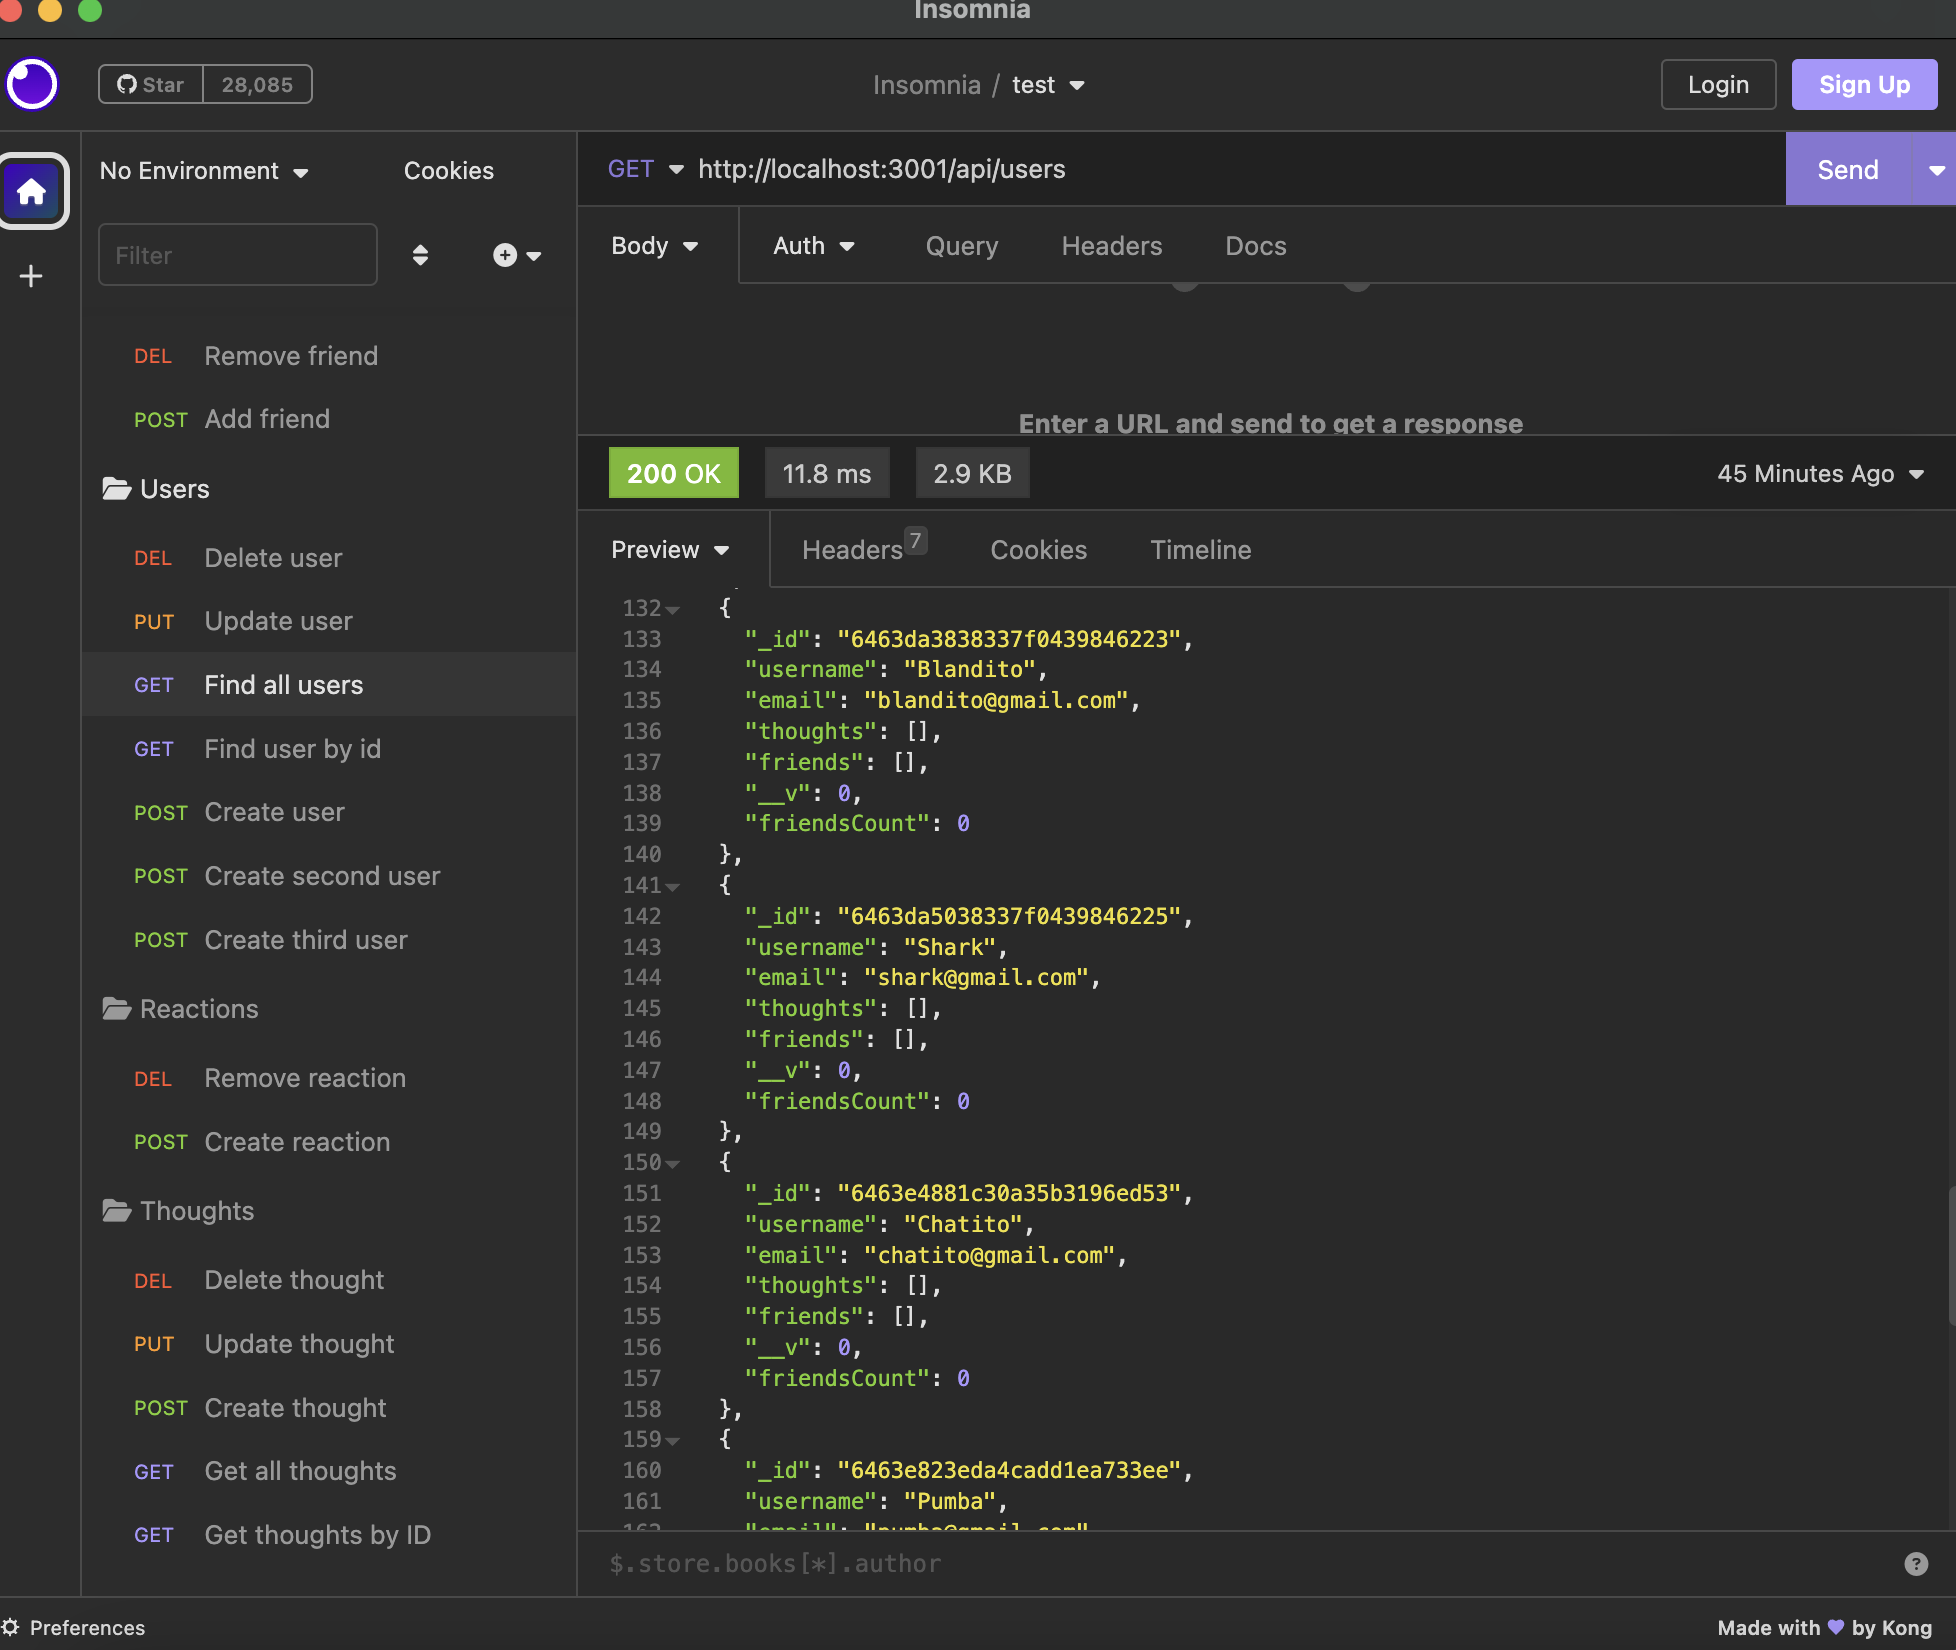 Insomnia
Star 28,085
Insomnia / test
Login
Sign Up
No Environment
Cookies
Filter
DEL Remove friend
POST Add friend
Users
DEL Delete user
PUT Update user
GET Find all users
GET Find user by id
POST Create user
POST Create second user
POST Create third user
Reactions
DEL Remove reaction
POST Create reaction
Thoughts
DEL Delete thought
PUT Update thought
POST Create thought
GET Get all thoughts
GET Get thoughts by ID
GET http://localhost:3001/api/users
Send
Body Auth Query Headers Docs
Enter a URL and send to get a response
200 OK 11.8 ms 2.9 KB 45 Minutes Ago
Preview Headers 7 Cookies Timeline
132 {
133 "_id": "6463da3838337f0439846223",
134 "username": "Blandito",
135 "email": "blandito@gmail.com",
136 "thoughts": [],
137 "friends": [],
138 "__v": 0,
139 "friendsCount": 0
140 },
141 {
142 "_id": "6463da5038337f0439846225",
143 "username": "Shark",
144 "email": "shark@gmail.com",
145 "thoughts": [],
146 "friends": [],
147 "__v": 0,
148 "friendsCount": 0
149 },
150 {
151 "_id": "6463e4881c30a35b3196ed53",
152 "username": "Chatito",
153 "email": "chatito@gmail.com",
154 "thoughts": [],
155 "friends": [],
156 "__v": 0,
157 "friendsCount": 0
158 },
159 {
160 "_id": "6463e823eda4cadd1ea733ee",
161 "username": "Pumba",
162 "email": "pumba@gmail.com"
$.store.books[*].author
Preferences
Made with 💜 by Kong